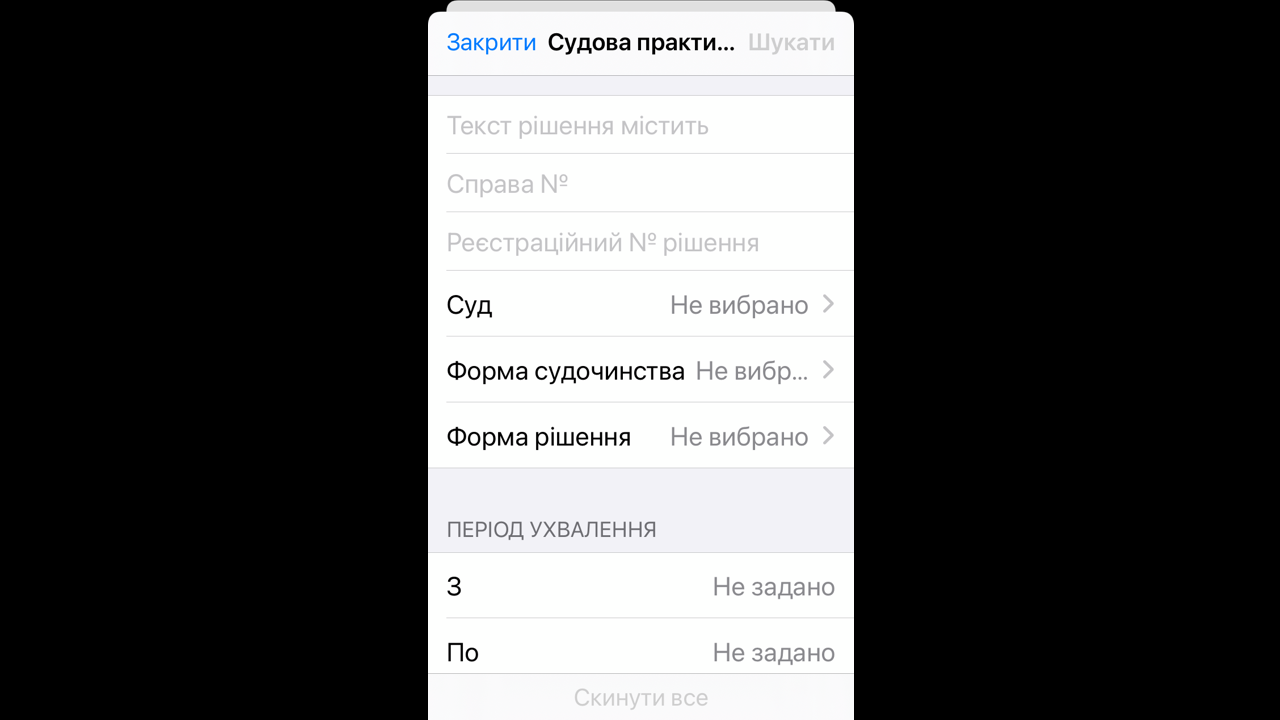 Закрити Судова практи... Шукати
Текст рішення містить
Справа №
Реєстраційний № рішення
Суд Не вибрано
Форма судочинства Не вибр...
Форма рішення Не вибрано
ПЕРІОД УХВАЛЕННЯ
З Не задано
По Не задано
Скинути все